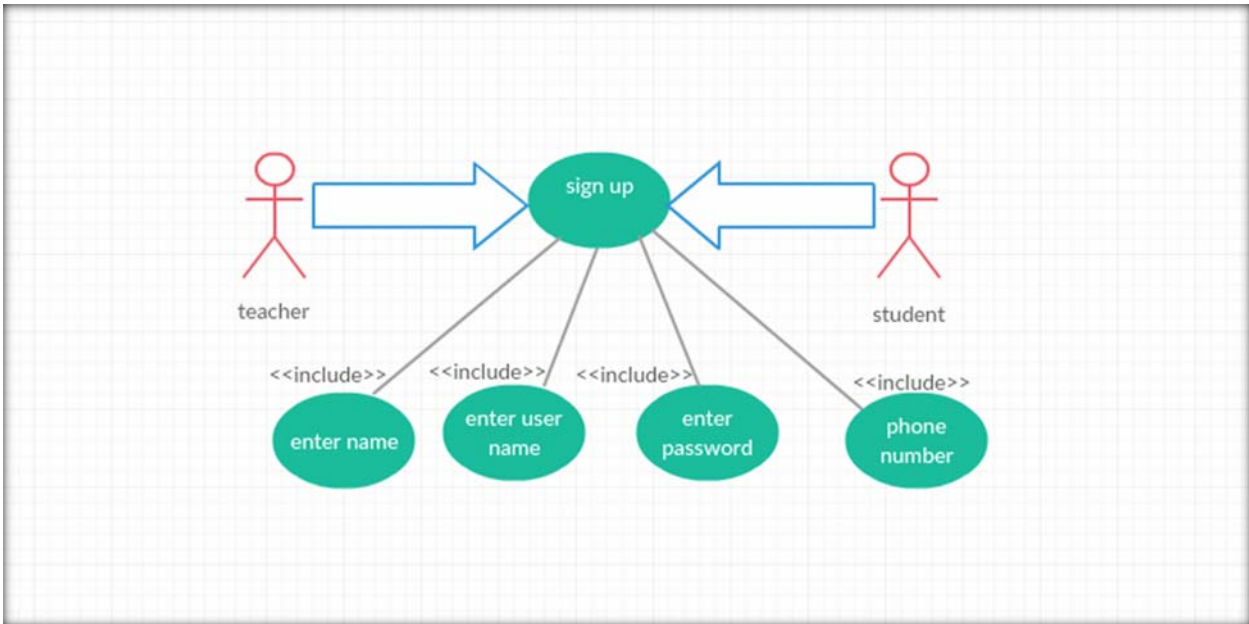 sign up
teacher
student
<<include>>
<<include>>
<<include>>
<<include>>
enter name
enter user
name
enter
password
phone
number